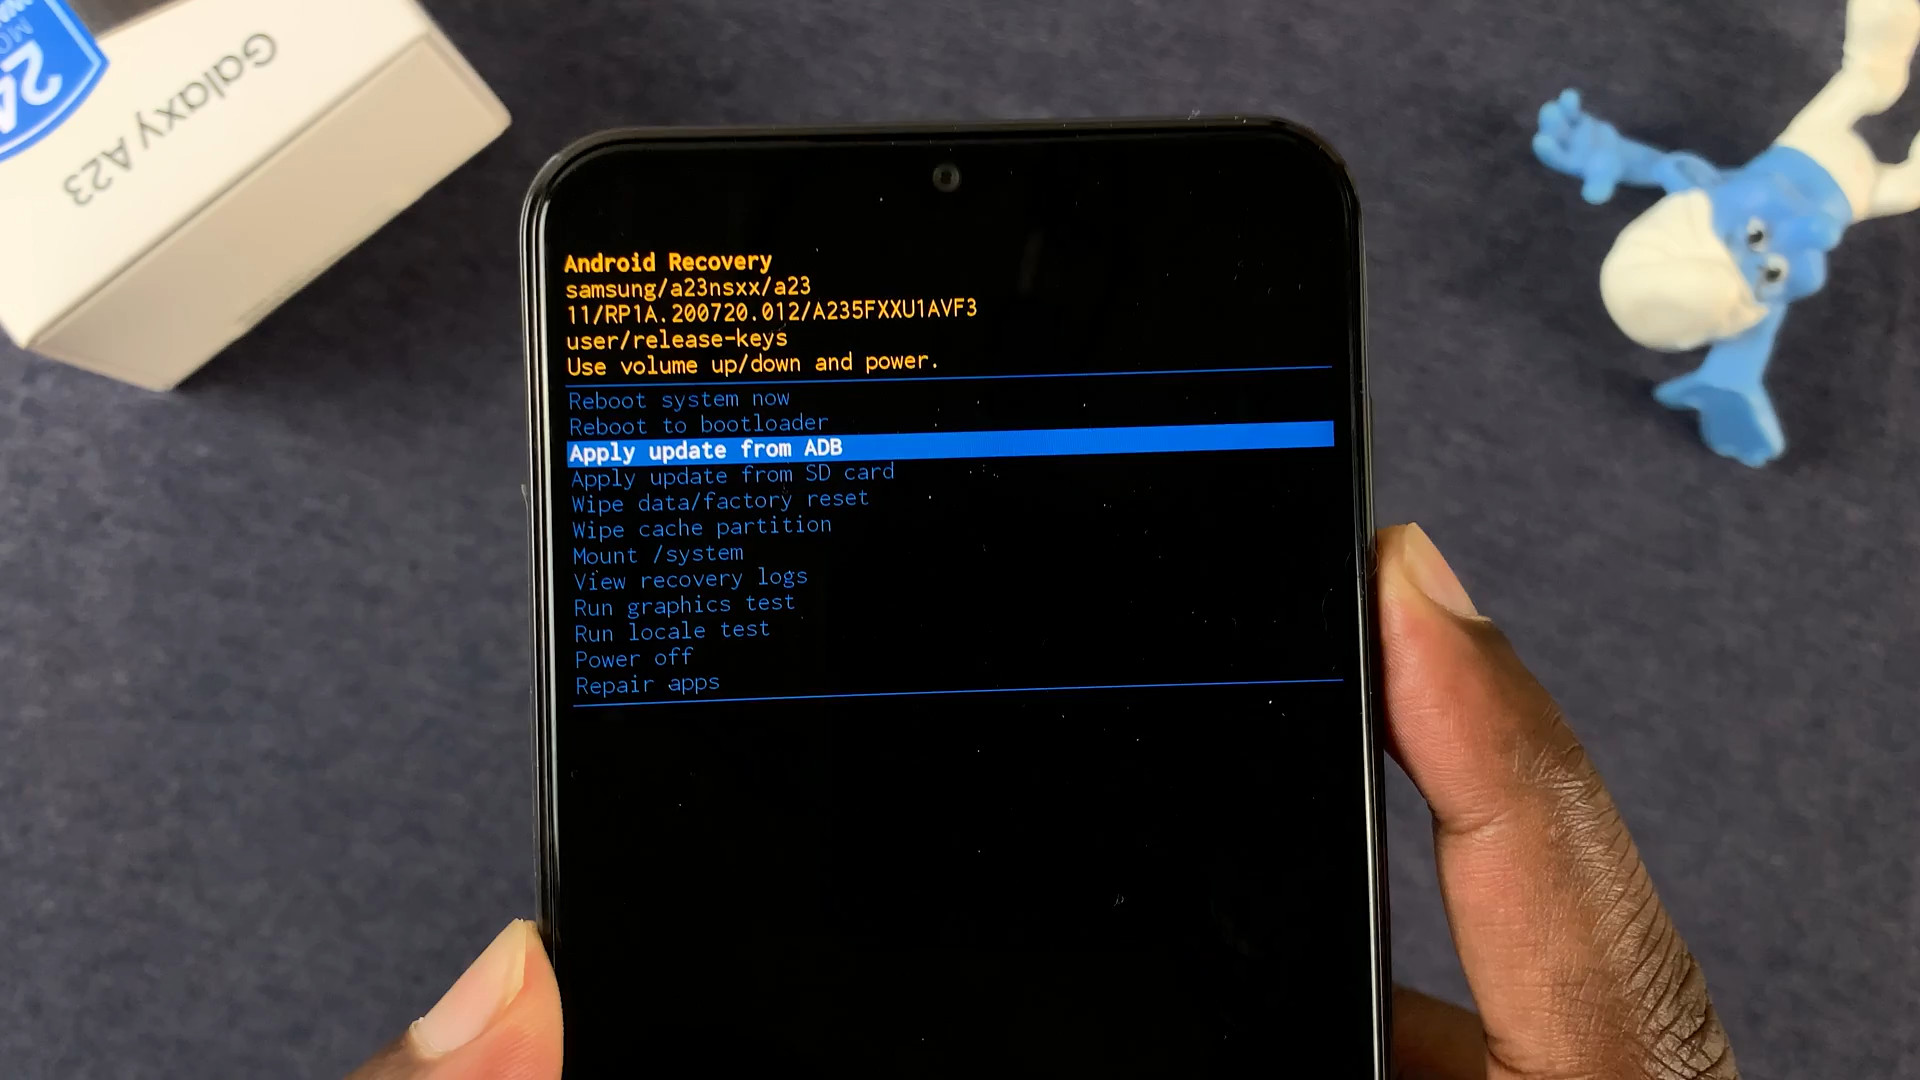 Galaxy A23
24
Android Recovery
samsung/a23nsxx/a23
11/RP1A.200720.012/A235FXXU1AVF3
user/release-keys
Use volume up/down and power.
Reboot system now
Reboot to bootloader
Apply update from ADB
Apply update from SD card
Wipe data/factory reset
Wipe cache partition
Mount /system
View recovery logs
Run graphics test
Run locale test
Power off
Repair apps